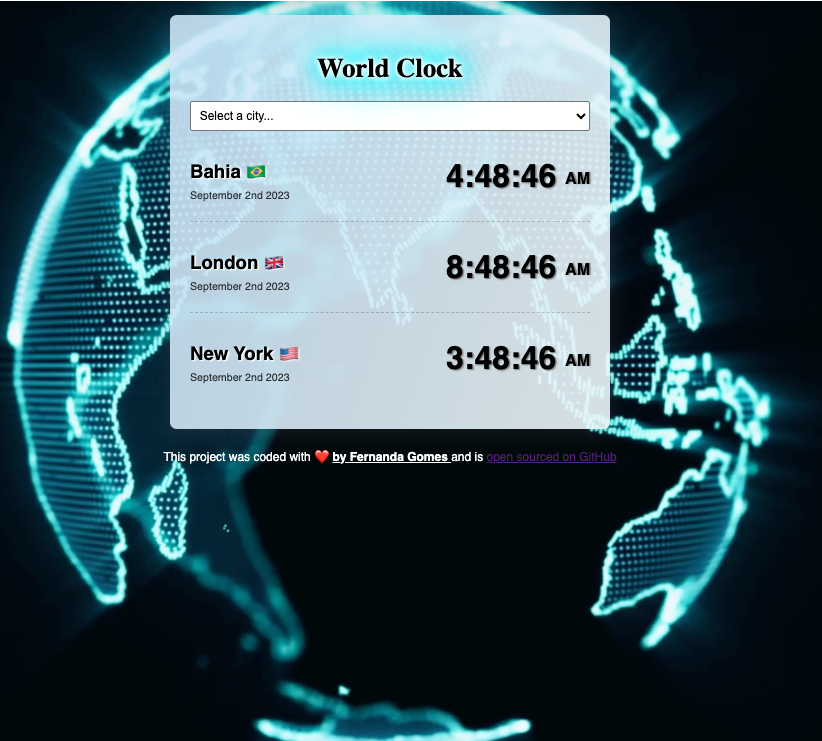 World Clock
Select a city...
Bahia 🇧🇷 4:48:46 AM
September 2nd 2023
London 🇬🇧 8:48:46 AM
September 2nd 2023
New York 🇺🇸 3:48:46 AM
September 2nd 2023
This project was coded with ❤️ by Fernanda Gomes and is open sourced on GitHub